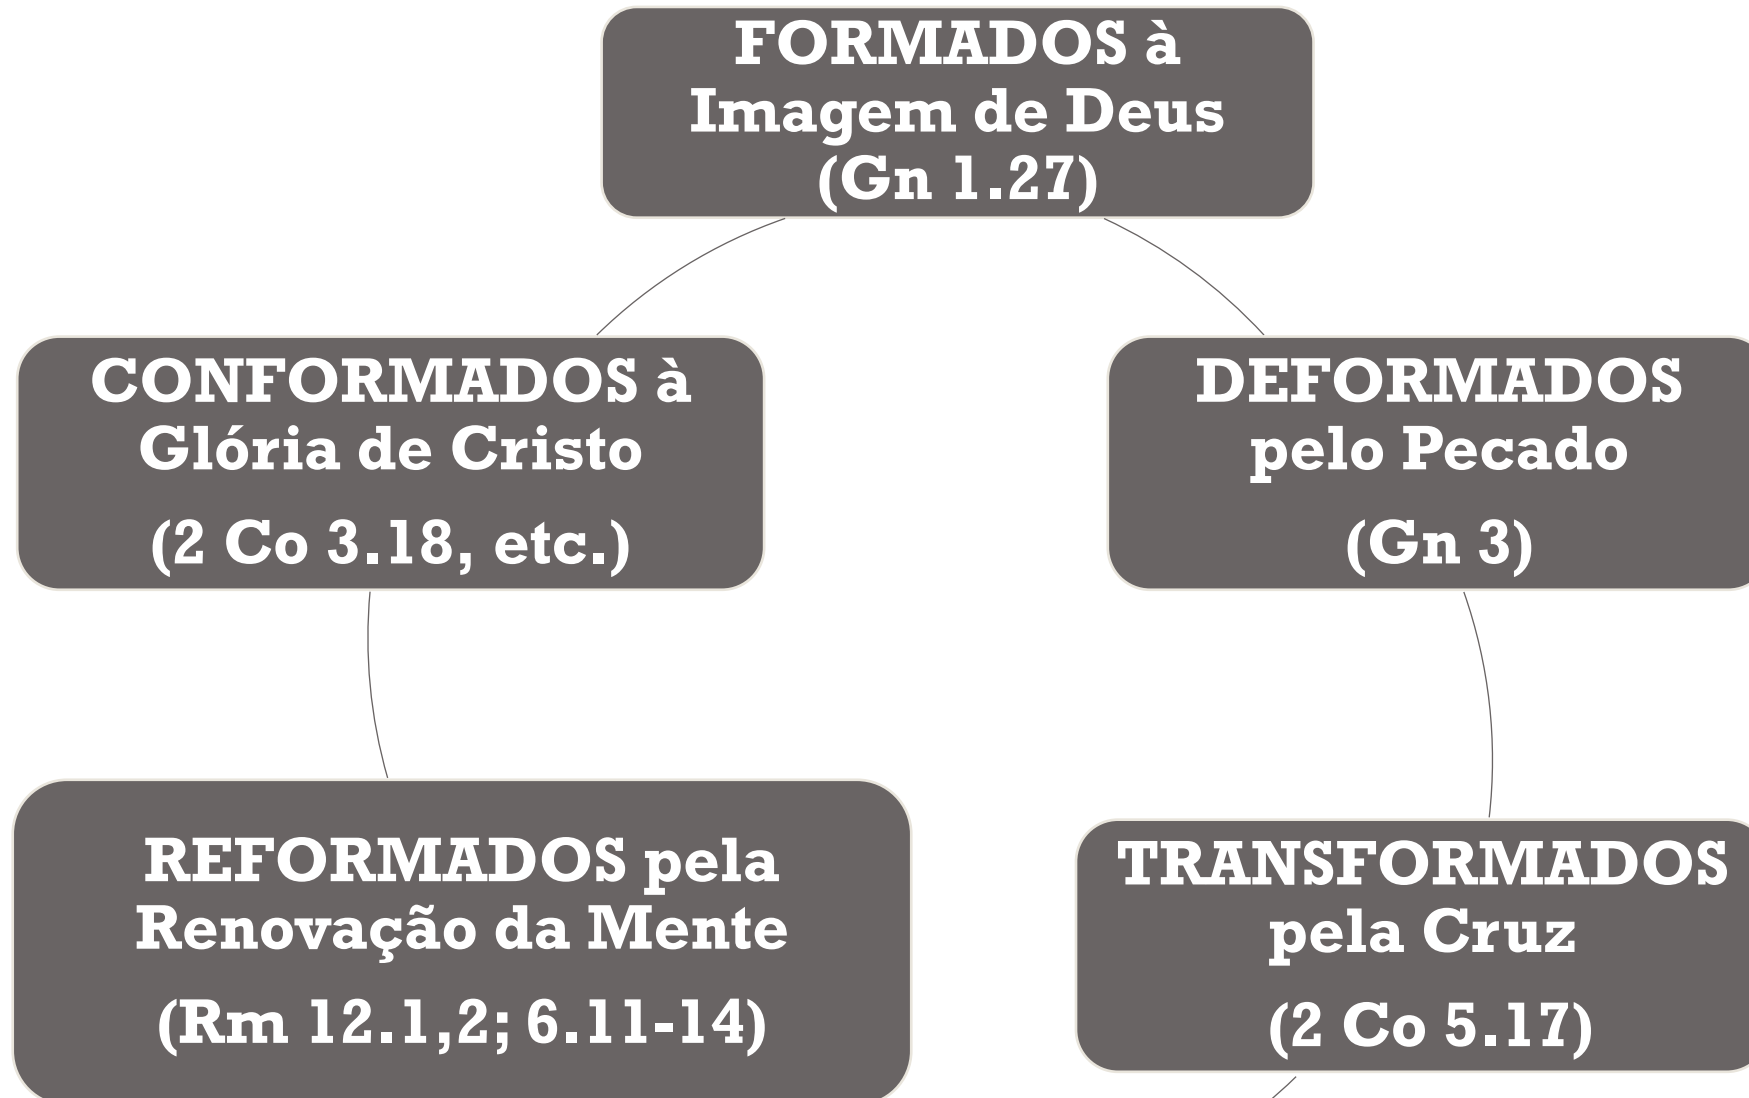 FORMADOS à
Imagem de Deus
(Gn 1.27)
CONFORMADOS à
Glória de Cristo
(2 Co 3.18, etc.)
DEFORMADOS
pelo Pecado
(Gn 3)
REFORMADOS pela
Renovação da Mente
(Rm 12.1,2; 6.11-14)
TRANSFORMADOS
pela Cruz
(2 Co 5.17)